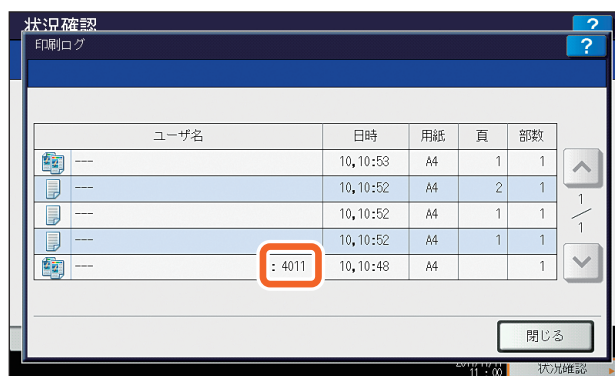 状況確認 ?
印刷ログ ?
ユーザ名 日時 用紙 頁 部数
--- 10,10:53 A4 1 1
--- 10,10:52 A4 2 1
--- 10,10:52 A4 1 1
--- 10,10:52 A4 1 1
--- : 4011 10,10:48 A4 1
1
/
1
閉じる
11 : 00 状況確認